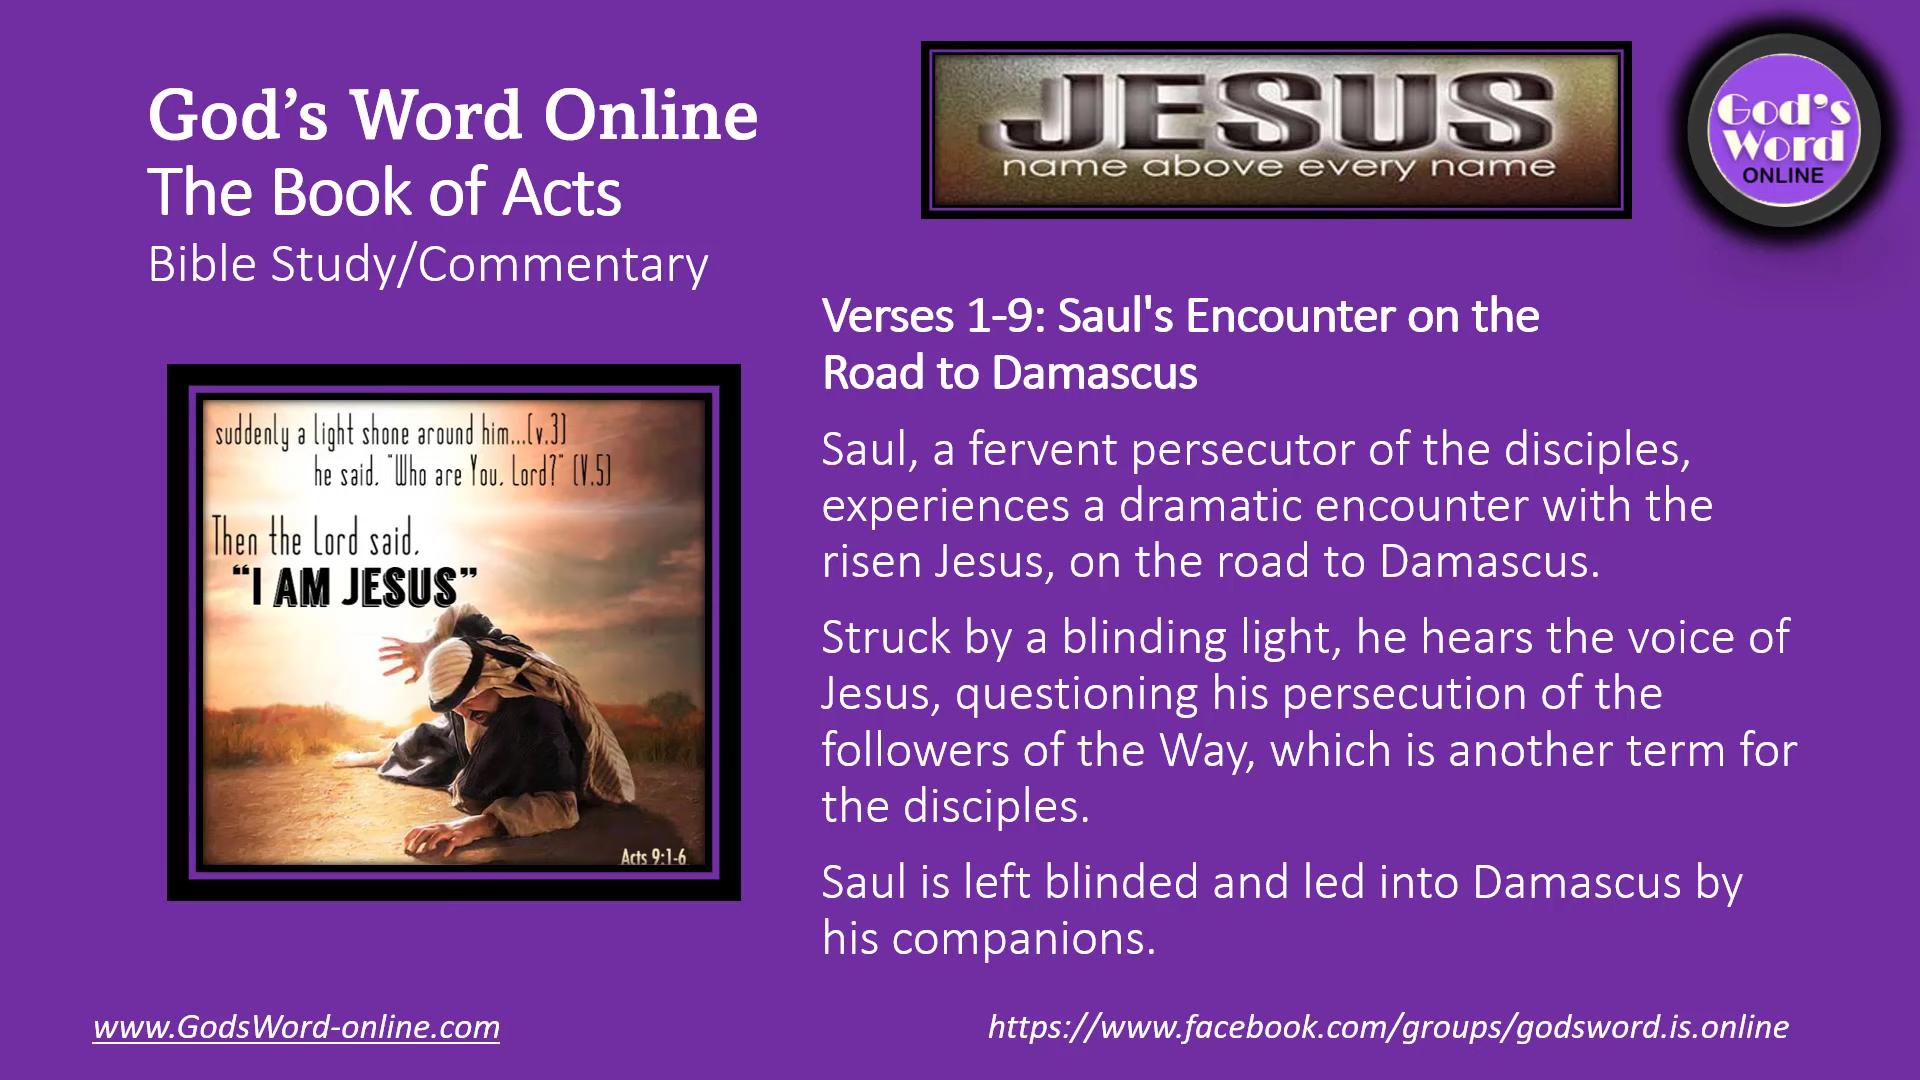 God’s Word Online
The Book of Acts
Bible Study/Commentary
JESUS
name above every name
God's
Word
ONLINE
suddenly a light shone around him...(v.3)
he said, "Who are You, Lord?" (V.5)
Then the Lord said,
“I AM JESUS”
Acts 9:1-6
Verses 1-9: Saul's Encounter on the
Road to Damascus
Saul, a fervent persecutor of the disciples,
experiences a dramatic encounter with the
risen Jesus, on the road to Damascus.
Struck by a blinding light, he hears the voice of
Jesus, questioning his persecution of the
followers of the Way, which is another term for
the disciples.
Saul is left blinded and led into Damascus by
his companions.
www.GodsWord-online.com
https://www.facebook.com/groups/godsword.is.online